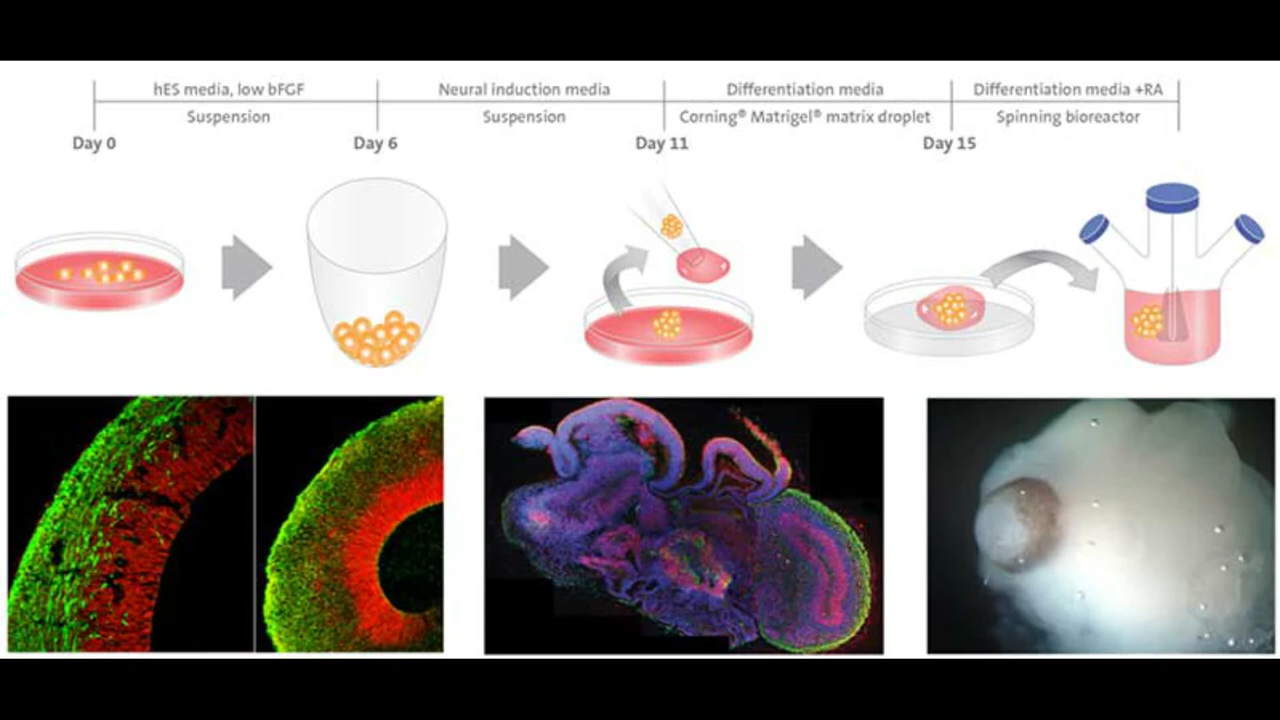 hES media, low bFGF
Neural induction media
Differentiation media
Differentiation media +RA
Suspension
Suspension
Corning® Matrigel® matrix droplet
Spinning bioreactor
Day 0
Day 6
Day 11
Day 15